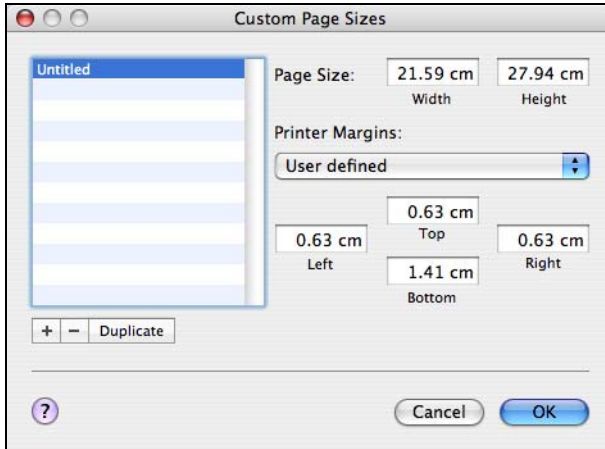 Custom Page Sizes
Untitled
Page Size: 21.59 cm 27.94 cm
Width Height
Printer Margins:
User defined
0.63 cm
Top
0.63 cm 0.63 cm
Left Right
1.41 cm
Bottom
+ − Duplicate
? Cancel OK